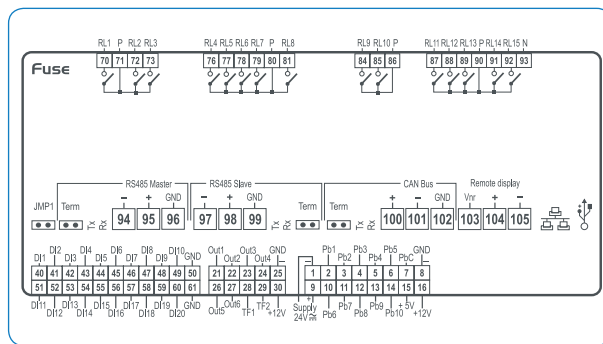 RL1 P RL2 RL3 RL4 RL5 RL6 RL7 P RL8 RL9 RL10 P RL11 RL12 RL13 P RL14 RL15 N
70 71 72 73 76 77 78 79 80 81 84 85 86 87 88 89 90 91 92 93
Fuse
RS485 Master RS485 Slave CAN Bus Remote display
JMP1 Term - + GND - + GND Term Term + - GND Vnr + -
Tx Rx 94 95 96 97 98 99 Tx Rx Tx Rx 100 101 102 103 104 105
DI2 DI4 DI6 DI8 DI10 Out1 Out3 GND Pb1 Pb3 Pb5 GND
DI1 DI3 DI5 DI7 DI9 GND Out2 Out4 - Pb2 Pb4 PbC -
40 41 42 43 44 45 46 47 48 49 50 21 22 23 24 25 1 2 3 4 5 6 7 8
51 52 53 54 55 56 57 58 59 60 61 26 27 28 29 30 9 10 11 12 13 14 15 16
DI11 DI13 DI15 DI17 DI19 GND Out6 TF2 + Supply Pb7 Pb9 + 5V
DI12 DI14 DI16 DI18 DI20 Out5 TF1 +12V 24V Pb6 Pb8 Pb10 +12V